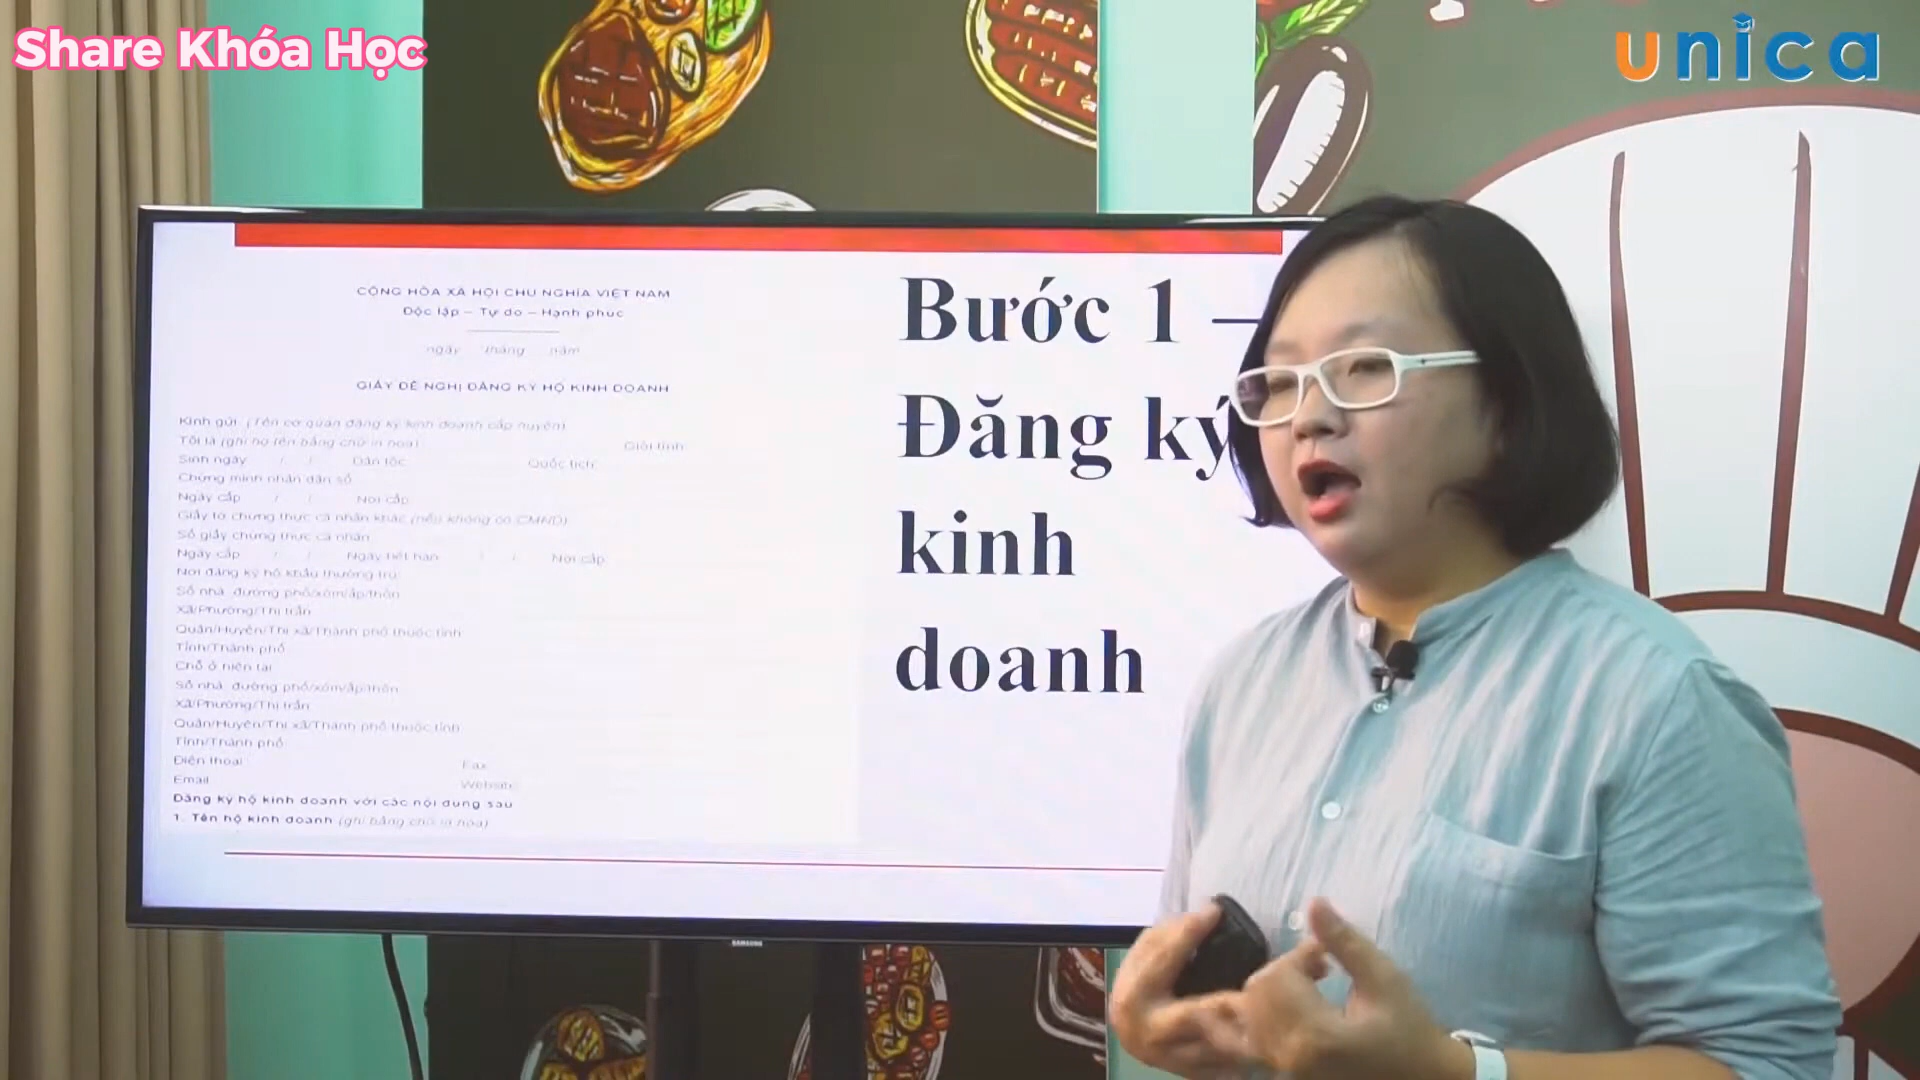 Share Khóa Học
unica
CỘNG HÒA XÃ HỘI CHỦ NGHĨA VIỆT NAM
Độc lập – Tự do – Hạnh phúc
ngày tháng năm
GIẤY ĐỀ NGHỊ ĐĂNG KÝ HỘ KINH DOANH
Kính gửi: (Tên cơ quan đăng ký kinh doanh cấp huyện)
Tôi là (ghi họ tên bằng chữ in hoa) Giới tính
Sinh ngày / / Dân tộc Quốc tịch
Chứng minh nhân dân số
Ngày cấp / / Nơi cấp
Giấy tờ chứng thực cá nhân khác (nếu không có CMND)
Số giấy chứng thực cá nhân
Ngày cấp / / Ngày hết hạn / / Nơi cấp
Nơi đăng ký hộ khẩu thường trú
Số nhà đường phố/xóm/ấp/thôn
Xã/Phường/Thị trấn
Quận/Huyện/Thị xã/Thành phố thuộc tỉnh
Tỉnh/Thành phố
Chỗ ở hiện tại
Số nhà đường phố/xóm/ấp/thôn
Xã/Phường/Thị trấn
Quận/Huyện/Thị xã/Thành phố thuộc tỉnh
Tỉnh/Thành phố
Điện thoại Fax
Email Website
Đăng ký hộ kinh doanh với các nội dung sau
1. Tên hộ kinh doanh (ghi bằng chữ in hoa)
Bước 1 –
Đăng ký
kinh
doanh
SAMSUNG